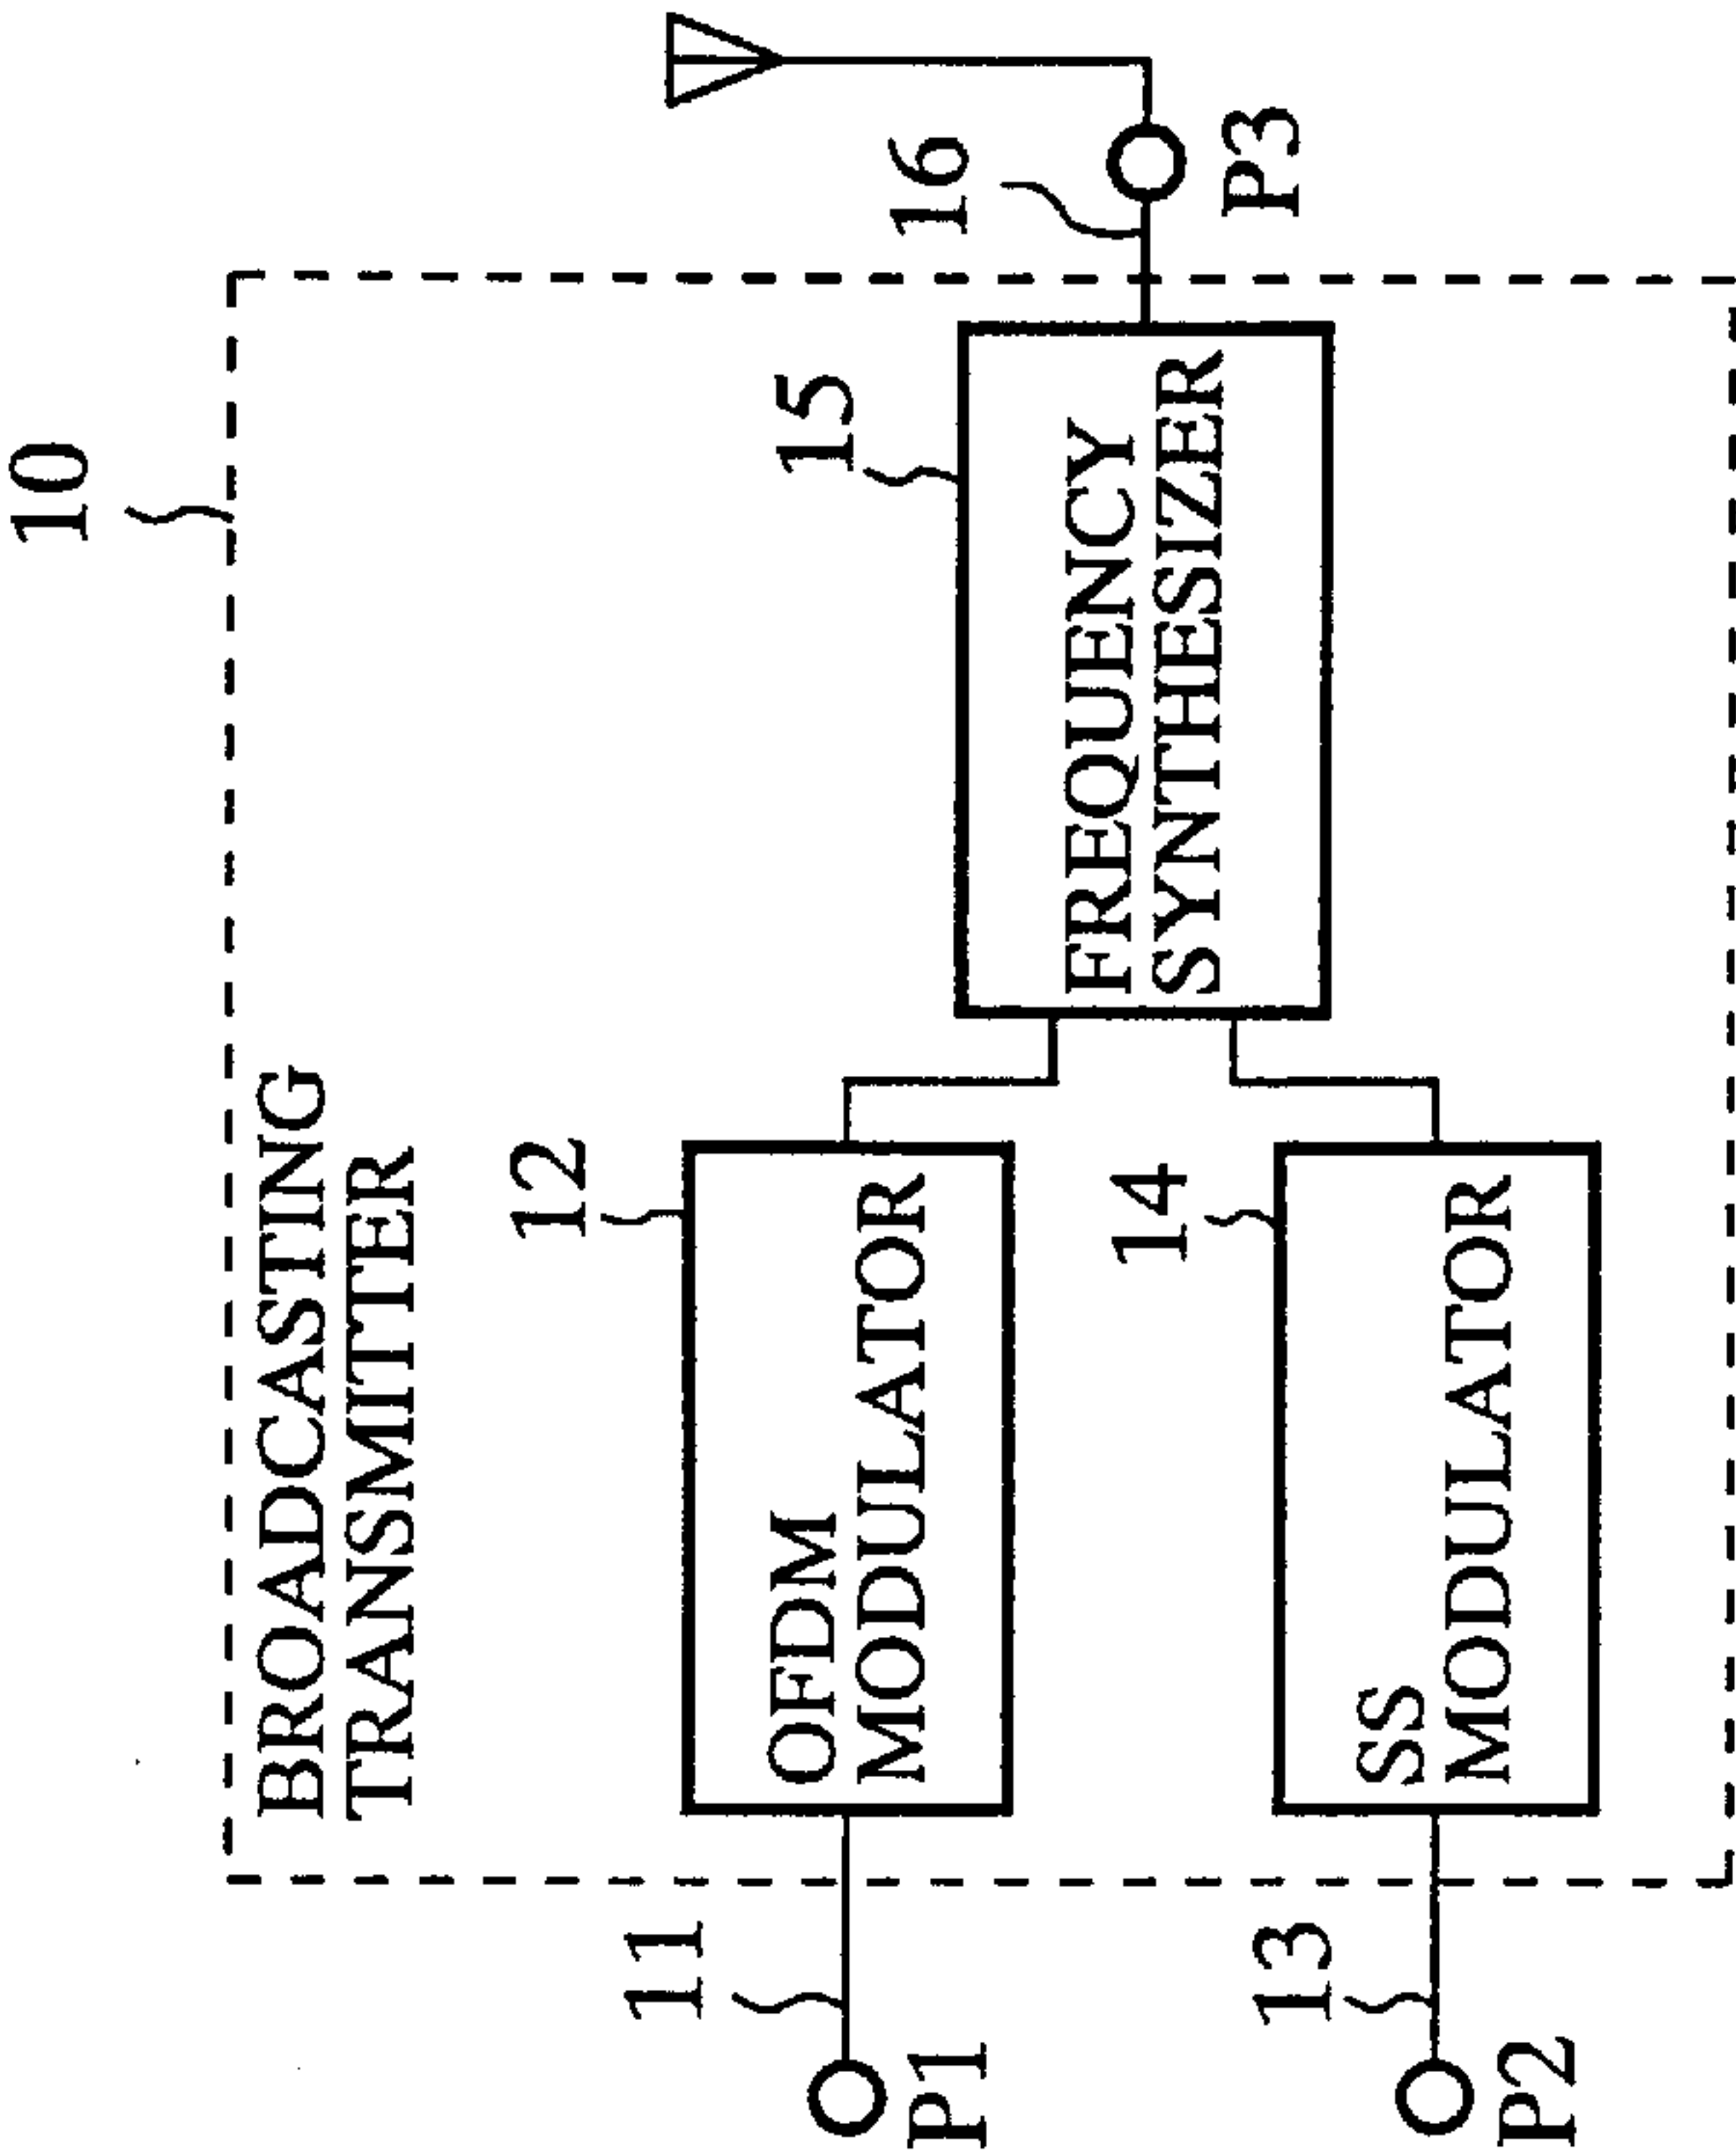 10
BROADCASTING
TRANSMITTER
11
P1
12
OFDM
MODULATOR
15
FREQUENCY
SYNTHESIZER
16
P3
13
P2
14
SS
MODULATOR